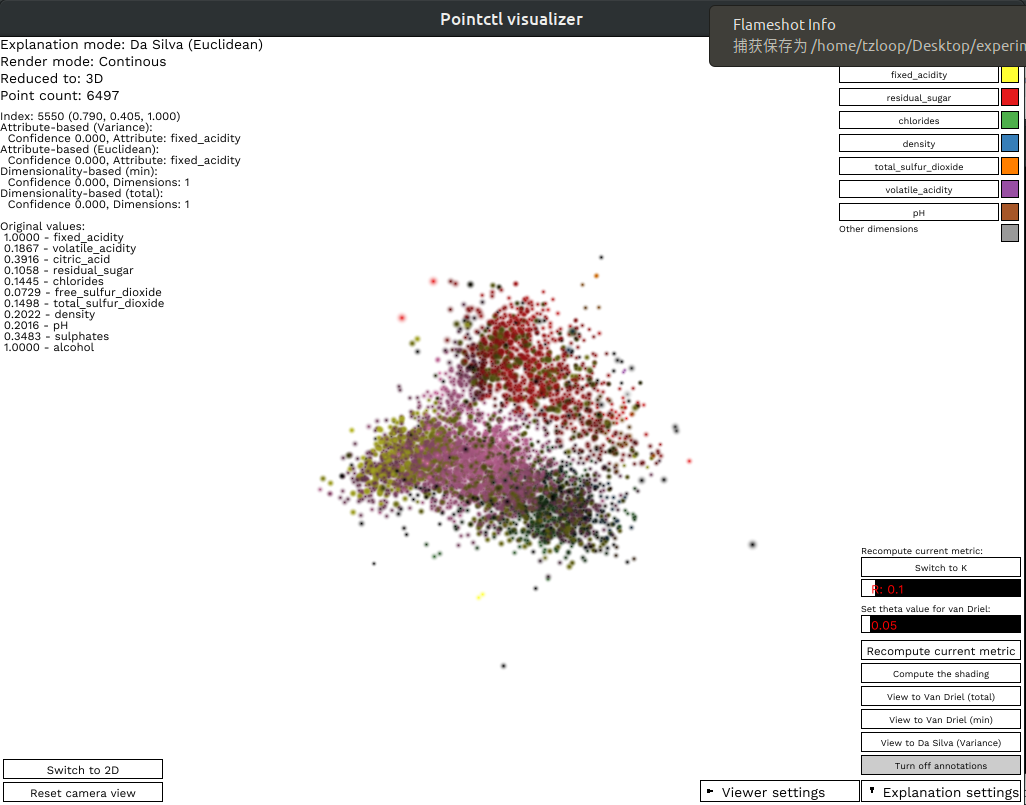 Pointctl visualizer
Flameshot Info
捕获保存为 /home/tzloop/Desktop/experim
Explanation mode: Da Silva (Euclidean)
Render mode: Continous
Reduced to: 3D
Point count: 6497
Index: 5550 (0.790, 0.405, 1.000)
Attribute-based (Variance):
Confidence 0.000, Attribute: fixed_acidity
Attribute-based (Euclidean):
Confidence 0.000, Attribute: fixed_acidity
Dimensionality-based (min):
Confidence 0.000, Dimensions: 1
Dimensionality-based (total):
Confidence 0.000, Dimensions: 1
Original values:
1.0000 - fixed_acidity
0.1867 - volatile_acidity
0.3916 - citric_acid
0.1058 - residual_sugar
0.1445 - chlorides
0.0729 - free_sulfur_dioxide
0.1498 - total_sulfur_dioxide
0.2022 - density
0.2016 - pH
0.3483 - sulphates
1.0000 - alcohol
fixed_acidity
residual_sugar
chlorides
density
total_sulfur_dioxide
volatile_acidity
pH
Other dimensions
Recompute current metric:
Switch to K
R: 0.1
Set theta value for van Driel:
0.05
Recompute current metric
Compute the shading
View to Van Driel (total)
View to Van Driel (min)
View to Da Silva (Variance)
Turn off annotations
Switch to 2D
Reset camera view
Viewer settings
Explanation settings